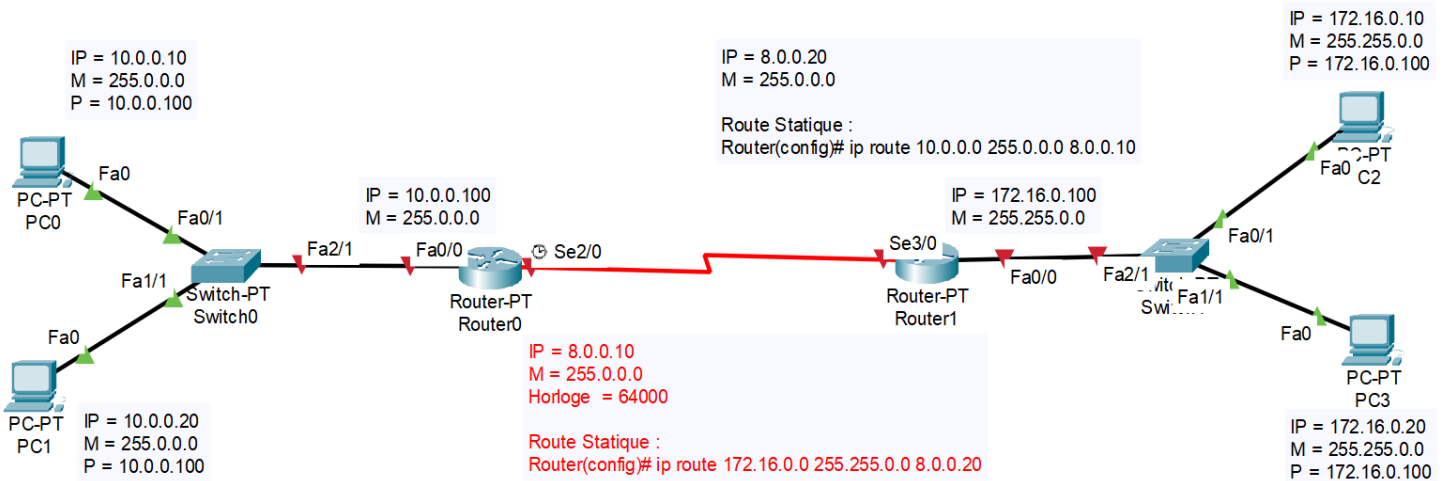 IP = 10.0.0.10
M = 255.0.0.0
P = 10.0.0.100
PC-PT
PC0
Fa0
Fa0/1
Fa1/1
Fa0
PC-PT
PC1
IP = 10.0.0.20
M = 255.0.0.0
P = 10.0.0.100
Switch-PT
Switch0
Fa2/1
IP = 10.0.0.100
M = 255.0.0.0
Fa0/0
Router-PT
Router0
Se2/0
IP = 8.0.0.10
M = 255.0.0.0
Horloge = 64000
Route Statique :
Router(config)# ip route 172.16.0.0 255.255.0.0 8.0.0.20
IP = 8.0.0.20
M = 255.0.0.0
Route Statique :
Router(config)# ip route 10.0.0.0 255.0.0.0 8.0.0.10
IP = 172.16.0.100
M = 255.255.0.0
Se3/0
Router-PT
Router1
Fa0/0
Fa2/1
Fa1/1
Fa0/1
IP = 172.16.0.10
M = 255.255.0.0
P = 172.16.0.100
Fa0
C2
Fa0
PC-PT
PC3
IP = 172.16.0.20
M = 255.255.0.0
P = 172.16.0.100